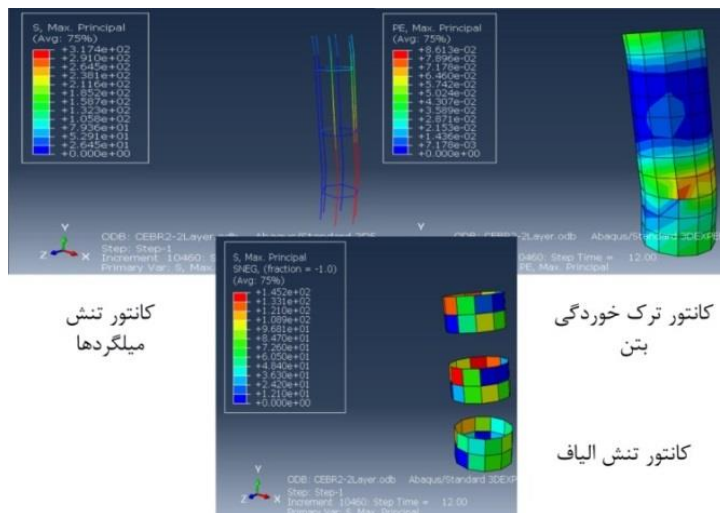 S, Max. Principal
(Avg: 75%)
+3.174e+02
+2.910e+02
+2.645e+02
+2.381e+02
+2.116e+02
+1.852e+02
+1.587e+02
+1.323e+02
+1.058e+02
+7.936e+01
+5.291e+01
+2.645e+01
+0.000e+00
Y
Z
X
ODB: CEBR2-2Layer.odb Abaqus/Standard 3DE
Step: Step-1
Increment 10460: S
Primary Var: S, Max.
PE, Max. Principal
(Avg: 75%)
+8.613e-02
+7.896e-02
+7.178e-02
+6.460e-02
+5.742e-02
+5.024e-02
+4.307e-02
+3.589e-02
+2.871e-02
+2.153e-02
+1.436e-02
+7.178e-03
+0.000e+00
Y
ODB: CEBR2-2Layer.odb Abaqus/Standard 3DEXPE
0460: Step Time = 12.00
PE, Max. Principal
کانتور تنش
میلگردها
S, Max. Principal
SNEG, (fraction = -1.0)
(Avg: 75%)
+1.452e+02
+1.331e+02
+1.210e+02
+1.089e+02
+9.681e+01
+8.470e+01
+7.260e+01
+6.050e+01
+4.840e+01
+3.630e+01
+2.420e+01
+1.210e+01
+0.000e+00
Y
Z
X
ODB: CEBR2-2Layer.odb Abaqus/Standard 3DEXP
Step: Step-1
Increment 10460: Step Time = 12.00
Primary Var: S, Max. Principal
کانتور ترک خوردگی
بتن
کانتور تنش الیاف